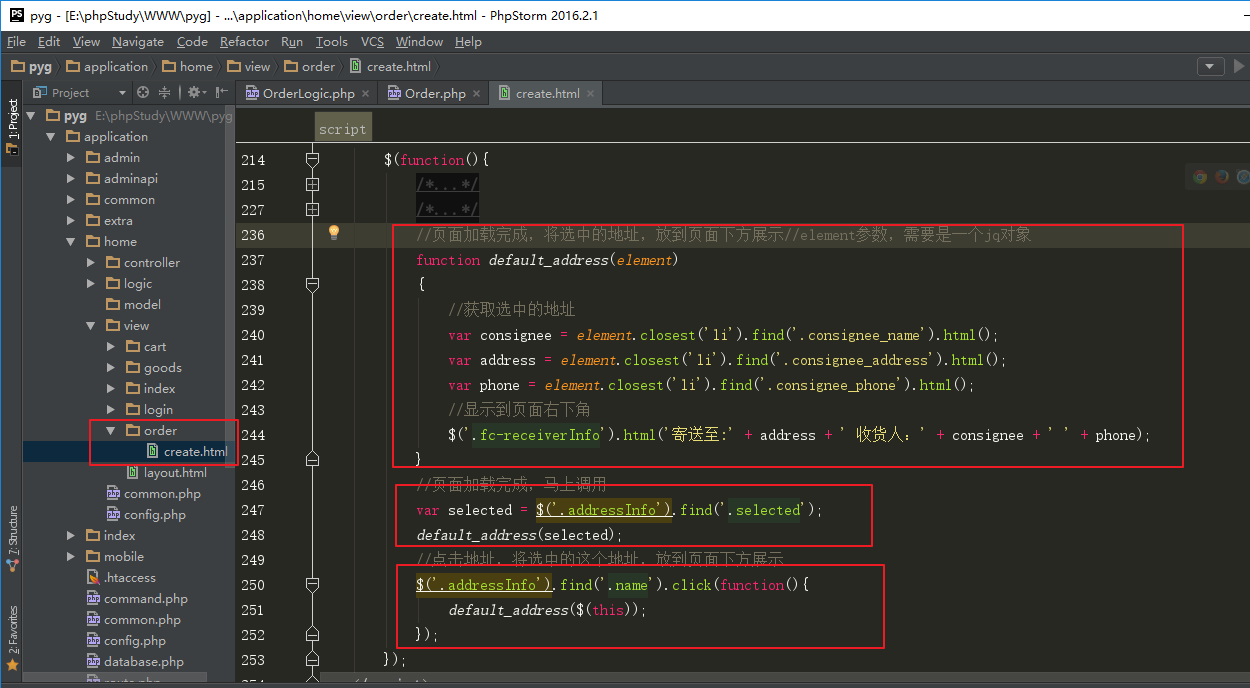 pyg - [E:\phpStudy\WWW\pyg] - ...\application\home\view\order\create.html - PhpStorm 2016.2.1
File Edit View Navigate Code Refactor Run Tools VCS Window Help
pyg application home view order create.html
Project
OrderLogic.php × Order.php × create.html ×
1: Project
7: Structure
2: Favorites
pyg E:\phpStudy\WWW\pyg
application
admin
adminapi
common
extra
home
controller
logic
model
view
cart
goods
index
login
order
create.html
layout.html
common.php
config.php
index
mobile
.htaccess
command.php
common.php
config.php
database.php
script
214 $(function(){
215 /*...*/
227 /*...*/
236 //页面加载完成，将选中的地址，放到页面下方展示//element参数，需要是一个jq对象
237 function default_address(element)
238 {
239 //获取选中的地址
240 var consignee = element.closest('li').find('.consignee_name').html();
241 var address = element.closest('li').find('.consignee_address').html();
242 var phone = element.closest('li').find('.consignee_phone').html();
243 //显示到页面右下角
244 $('.fc-receiverInfo').html('寄送至:' + address + ' 收货人：' + consignee + ' ' + phone);
245 }
246 //页面加载完成，马上调用
247 var selected = $('.addressInfo').find('.selected');
248 default_address(selected);
249 //点击地址，将选中的这个地址，放到页面下方展示
250 $('.addressInfo').find('.name').click(function(){
251 default_address($(this));
252 });
253 });